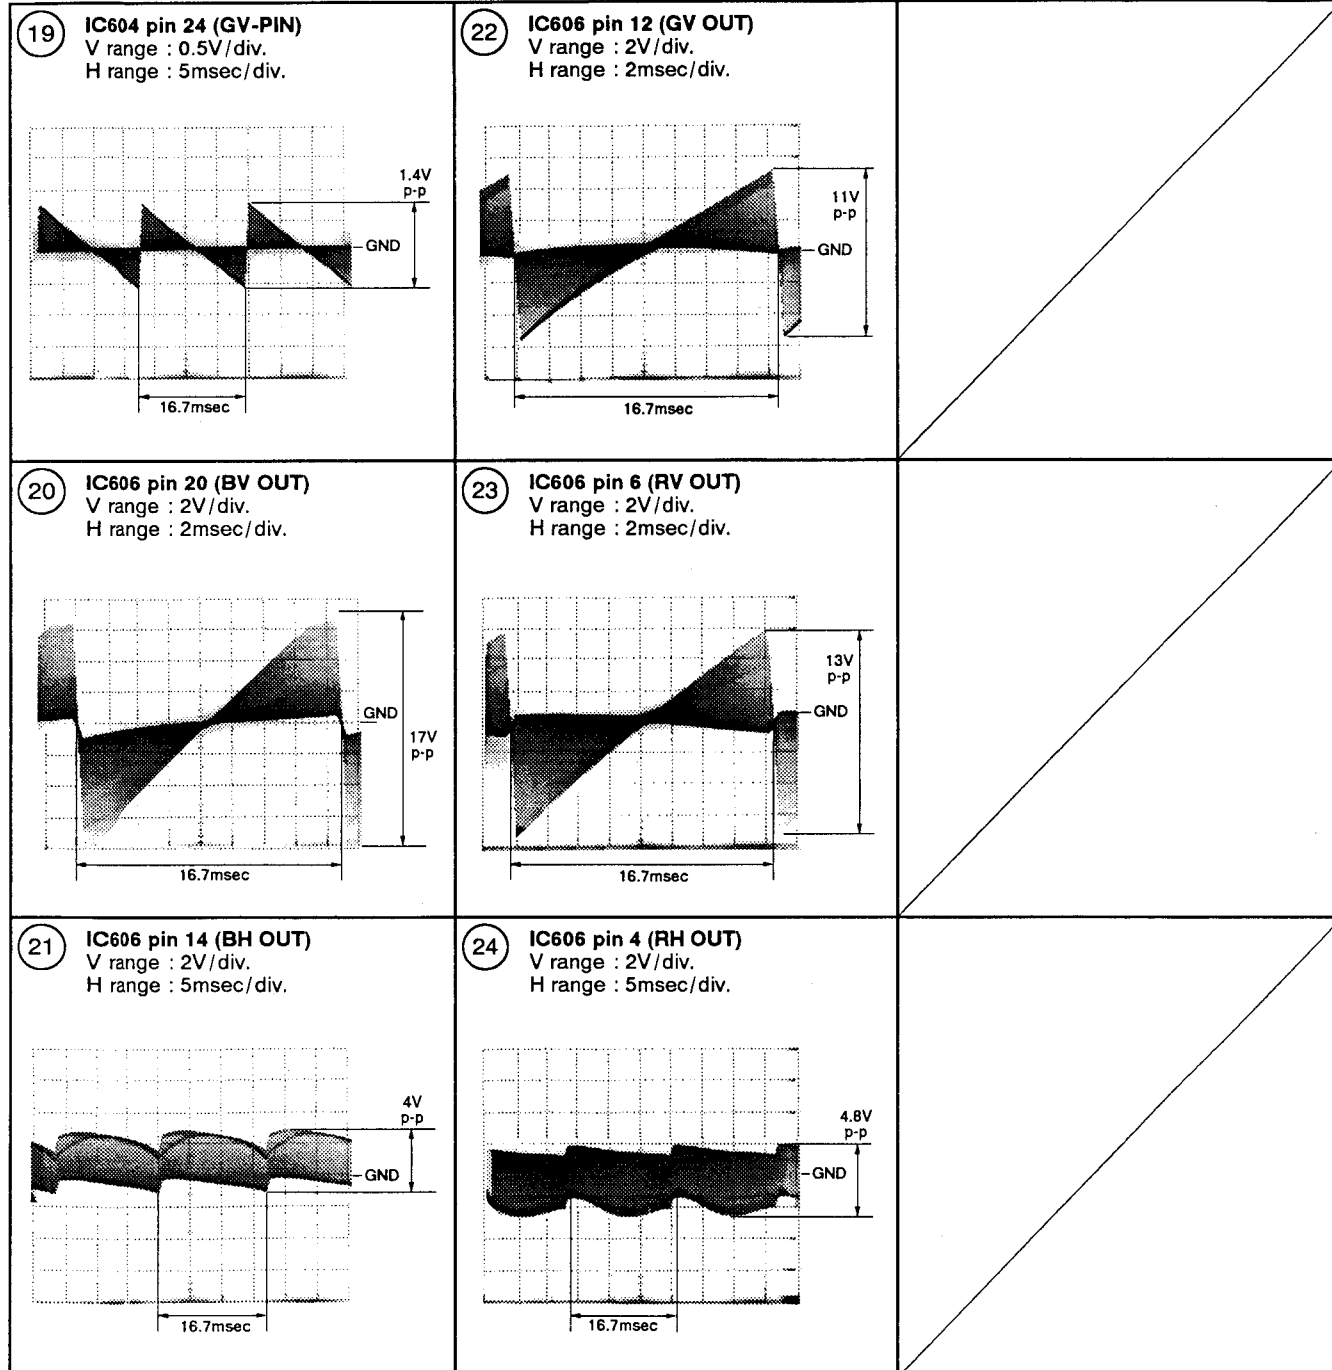 19
IC604 pin 24 (GV-PIN)
V range : 0.5V/div.
H range : 5msec/div.
1.4V
p-p
GND
16.7msec
22
IC606 pin 12 (GV OUT)
V range : 2V/div.
H range : 2msec/div.
11V
p-p
GND
16.7msec
20
IC606 pin 20 (BV OUT)
V range : 2V/div.
H range : 2msec/div.
GND
17V
p-p
16.7msec
23
IC606 pin 6 (RV OUT)
V range : 2V/div.
H range : 2msec/div.
13V
p-p
GND
16.7msec
21
IC606 pin 14 (BH OUT)
V range : 2V/div.
H range : 5msec/div.
4V
p-p
GND
16.7msec
24
IC606 pin 4 (RH OUT)
V range : 2V/div.
H range : 5msec/div.
4.8V
p-p
GND
16.7msec